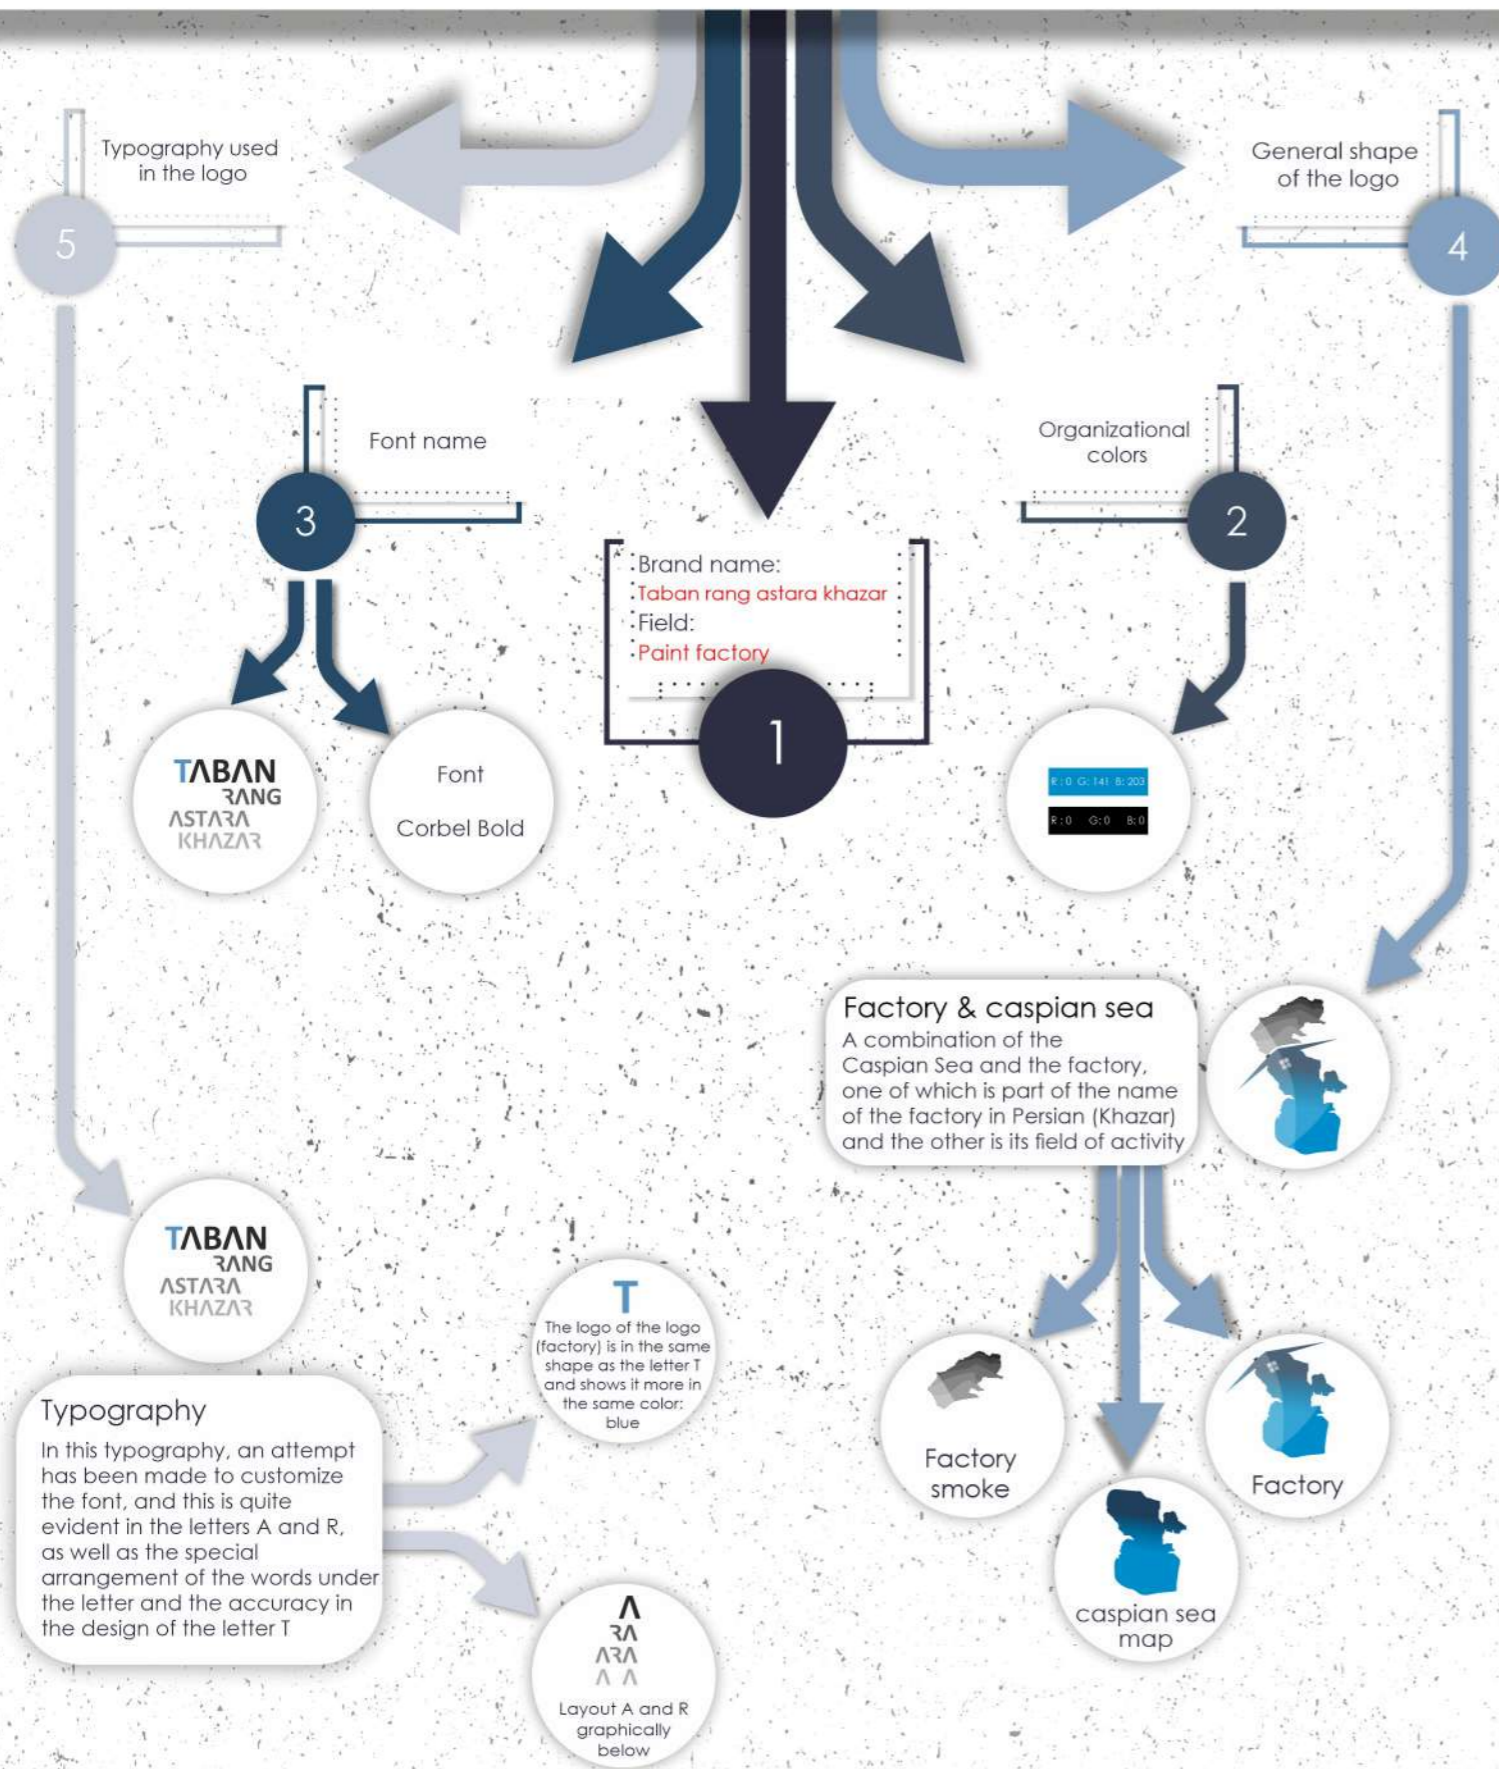 Typography used
in the logo
5
General shape
of the logo
4
Font name
3
Organizational
colors
2
Brand name:
Taban rang astara khazar
Field:
Paint factory
1
TABAN
RANG
ASTARA
KHAZAR
Font
Corbel Bold
R:0 G:141 B:203
R:0 G:0 B:0
Factory & caspian sea
A combination of the
Caspian Sea and the factory,
one of which is part of the name
of the factory in Persian (Khazar)
and the other is its field of activity
TABAN
RANG
ASTARA
KHAZAR
T
The logo of the logo
(factory) is in the same
shape as the letter T
and shows it more in
the same color:
blue
Factory
smoke
Factory
caspian sea
map
Typography
In this typography, an attempt
has been made to customize
the font, and this is quite
evident in the letters A and R,
as well as the special
arrangement of the words under
the letter and the accuracy in
the design of the letter T
A
RA
ARA
A A
Layout A and R
graphically
below